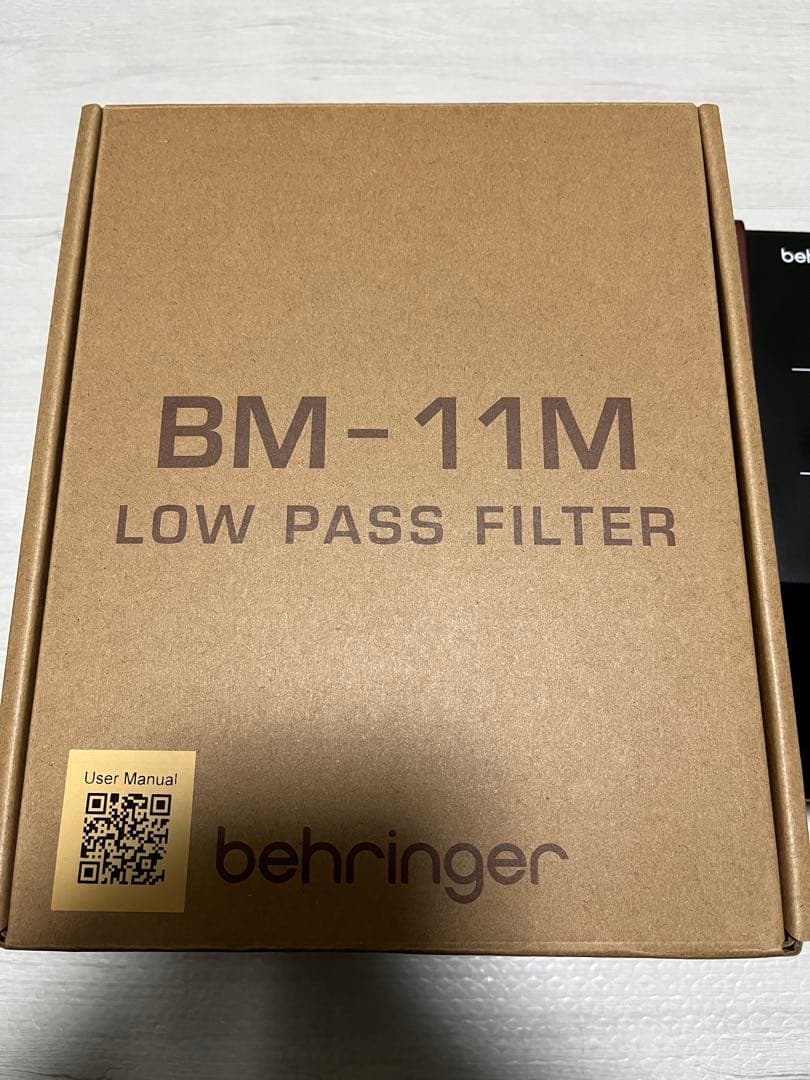 BM-11M
LOW PASS FILTER
User Manual
behringer